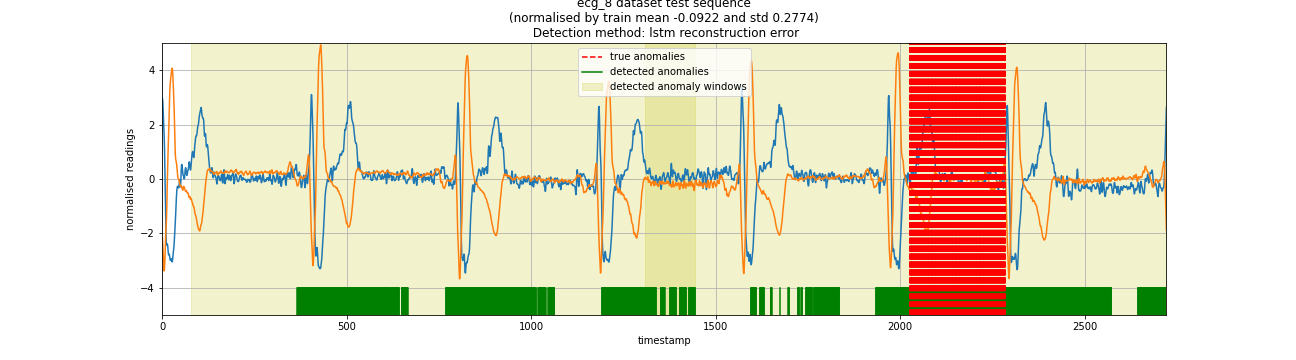 ecg_8 dataset test sequence
(normalised by train mean -0.0922 and std 0.2774)
Detection method: lstm reconstruction error
true anomalies
detected anomalies
detected anomaly windows
normalised readings
4
2
0
−2
−4
0 500 1000 1500 2000 2500
timestamp